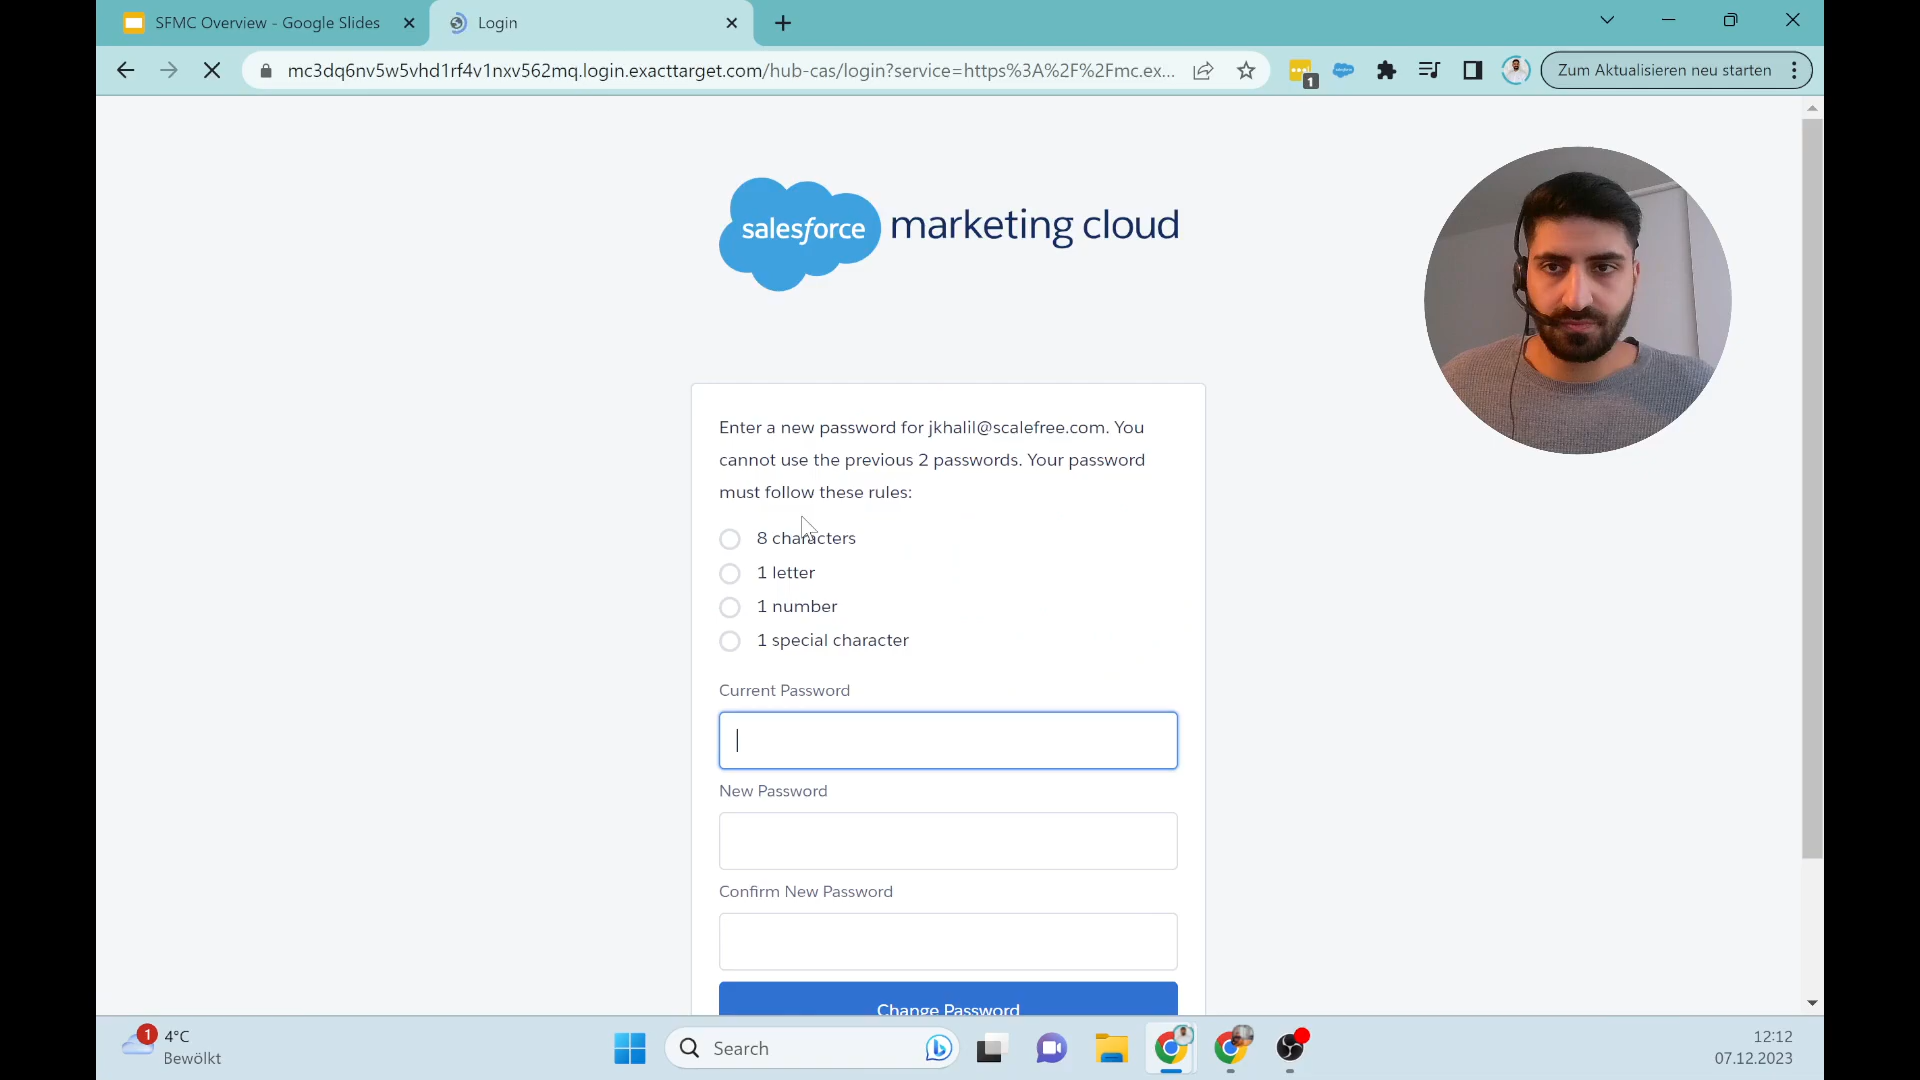 SFMC Overview - Google Slides
Login
mc3dq6nv5w5vhd1rf4v1nxv562mq.login.exacttarget.com/hub-cas/login?service=https%3A%2F%2Fmc.ex...
1
Zum Aktualisieren neu starten
salesforce marketing cloud
Enter a new password for jkhalil@scalefree.com. You
cannot use the previous 2 passwords. Your password
must follow these rules:
8 characters
1 letter
1 number
1 special character
Current Password
New Password
Confirm New Password
Change Password
1
4°C
Bewölkt
Search
12:12
07.12.2023